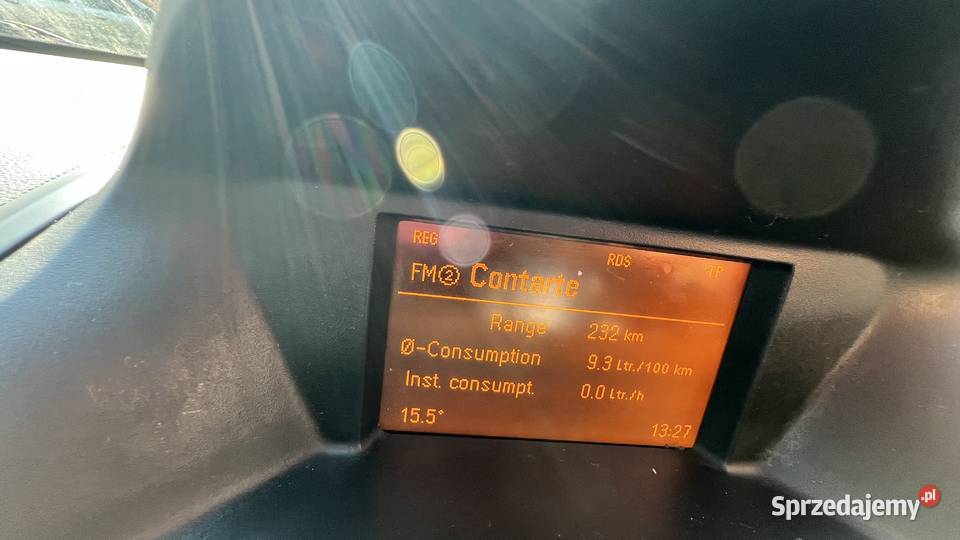 REG RDS TP
FM② Contarte
Range 232 km
Ø-Consumption 9.3 Ltr./100 km
Inst. consumpt. 0.0 Ltr./h
15.5° 13:27
Sprzedajemy.pl